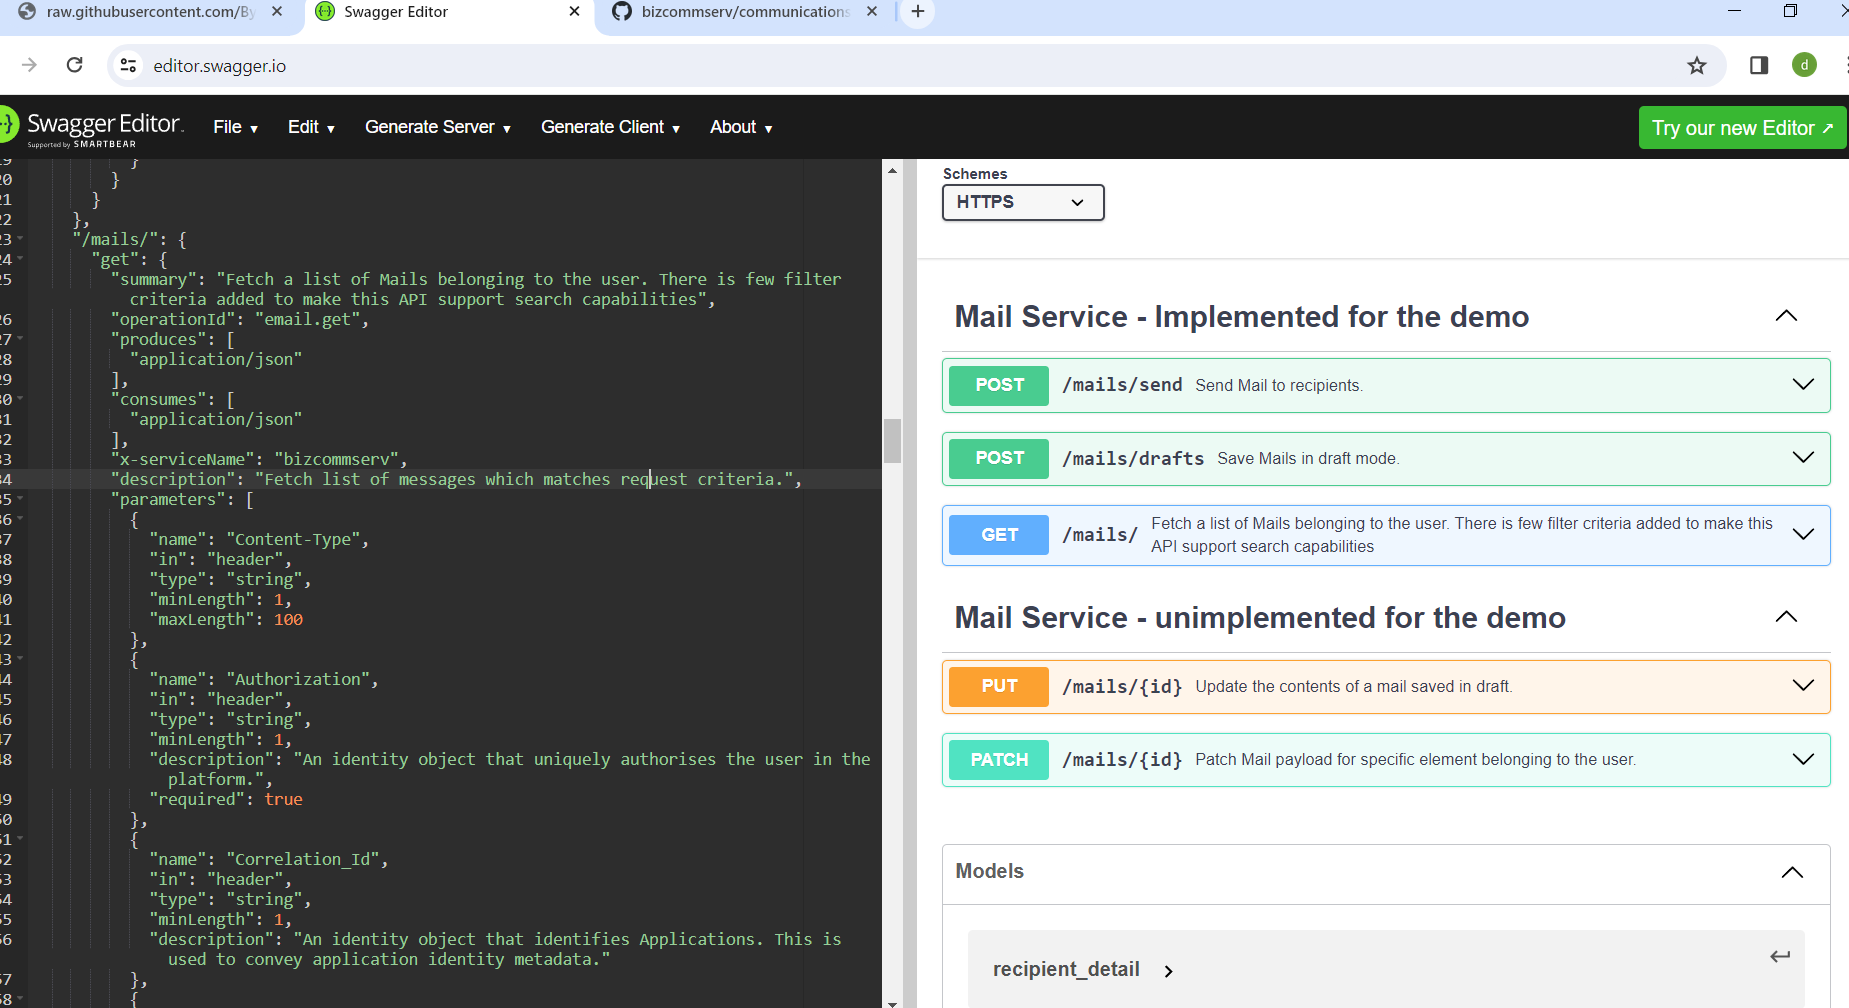 raw.githubusercontent.com/By
Swagger Editor
bizcommserv/communications
editor.swagger.io
d
Swagger Editor
Supported by SMARTBEAR
File
Edit
Generate Server
Generate Client
About
Try our new Editor
19 }
20 }
21 }
22 },
23 "/mails/": {
24 "get": {
25 "summary": "Fetch a list of Mails belonging to the user. There is few filter
criteria added to make this API support search capabilities",
26 "operationId": "email.get",
27 "produces": [
28 "application/json"
29 ],
30 "consumes": [
31 "application/json"
32 ],
33 "x-serviceName": "bizcommserv",
34 "description": "Fetch list of messages which matches request criteria.",
35 "parameters": [
36 {
37 "name": "Content-Type",
38 "in": "header",
39 "type": "string",
40 "minLength": 1,
41 "maxLength": 100
42 },
43 {
44 "name": "Authorization",
45 "in": "header",
46 "type": "string",
47 "minLength": 1,
48 "description": "An identity object that uniquely authorises the user in the
platform.",
49 "required": true
50 },
51 {
52 "name": "Correlation_Id",
53 "in": "header",
54 "type": "string",
55 "minLength": 1,
56 "description": "An identity object that identifies Applications. This is
used to convey application identity metadata."
57 },
58 {
Schemes
HTTPS
Mail Service - Implemented for the demo
POST /mails/send Send Mail to recipients.
POST /mails/drafts Save Mails in draft mode.
GET /mails/ Fetch a list of Mails belonging to the user. There is few filter criteria added to make this
API support search capabilities
Mail Service - unimplemented for the demo
PUT /mails/{id} Update the contents of a mail saved in draft.
PATCH /mails/{id} Patch Mail payload for specific element belonging to the user.
Models
recipient_detail